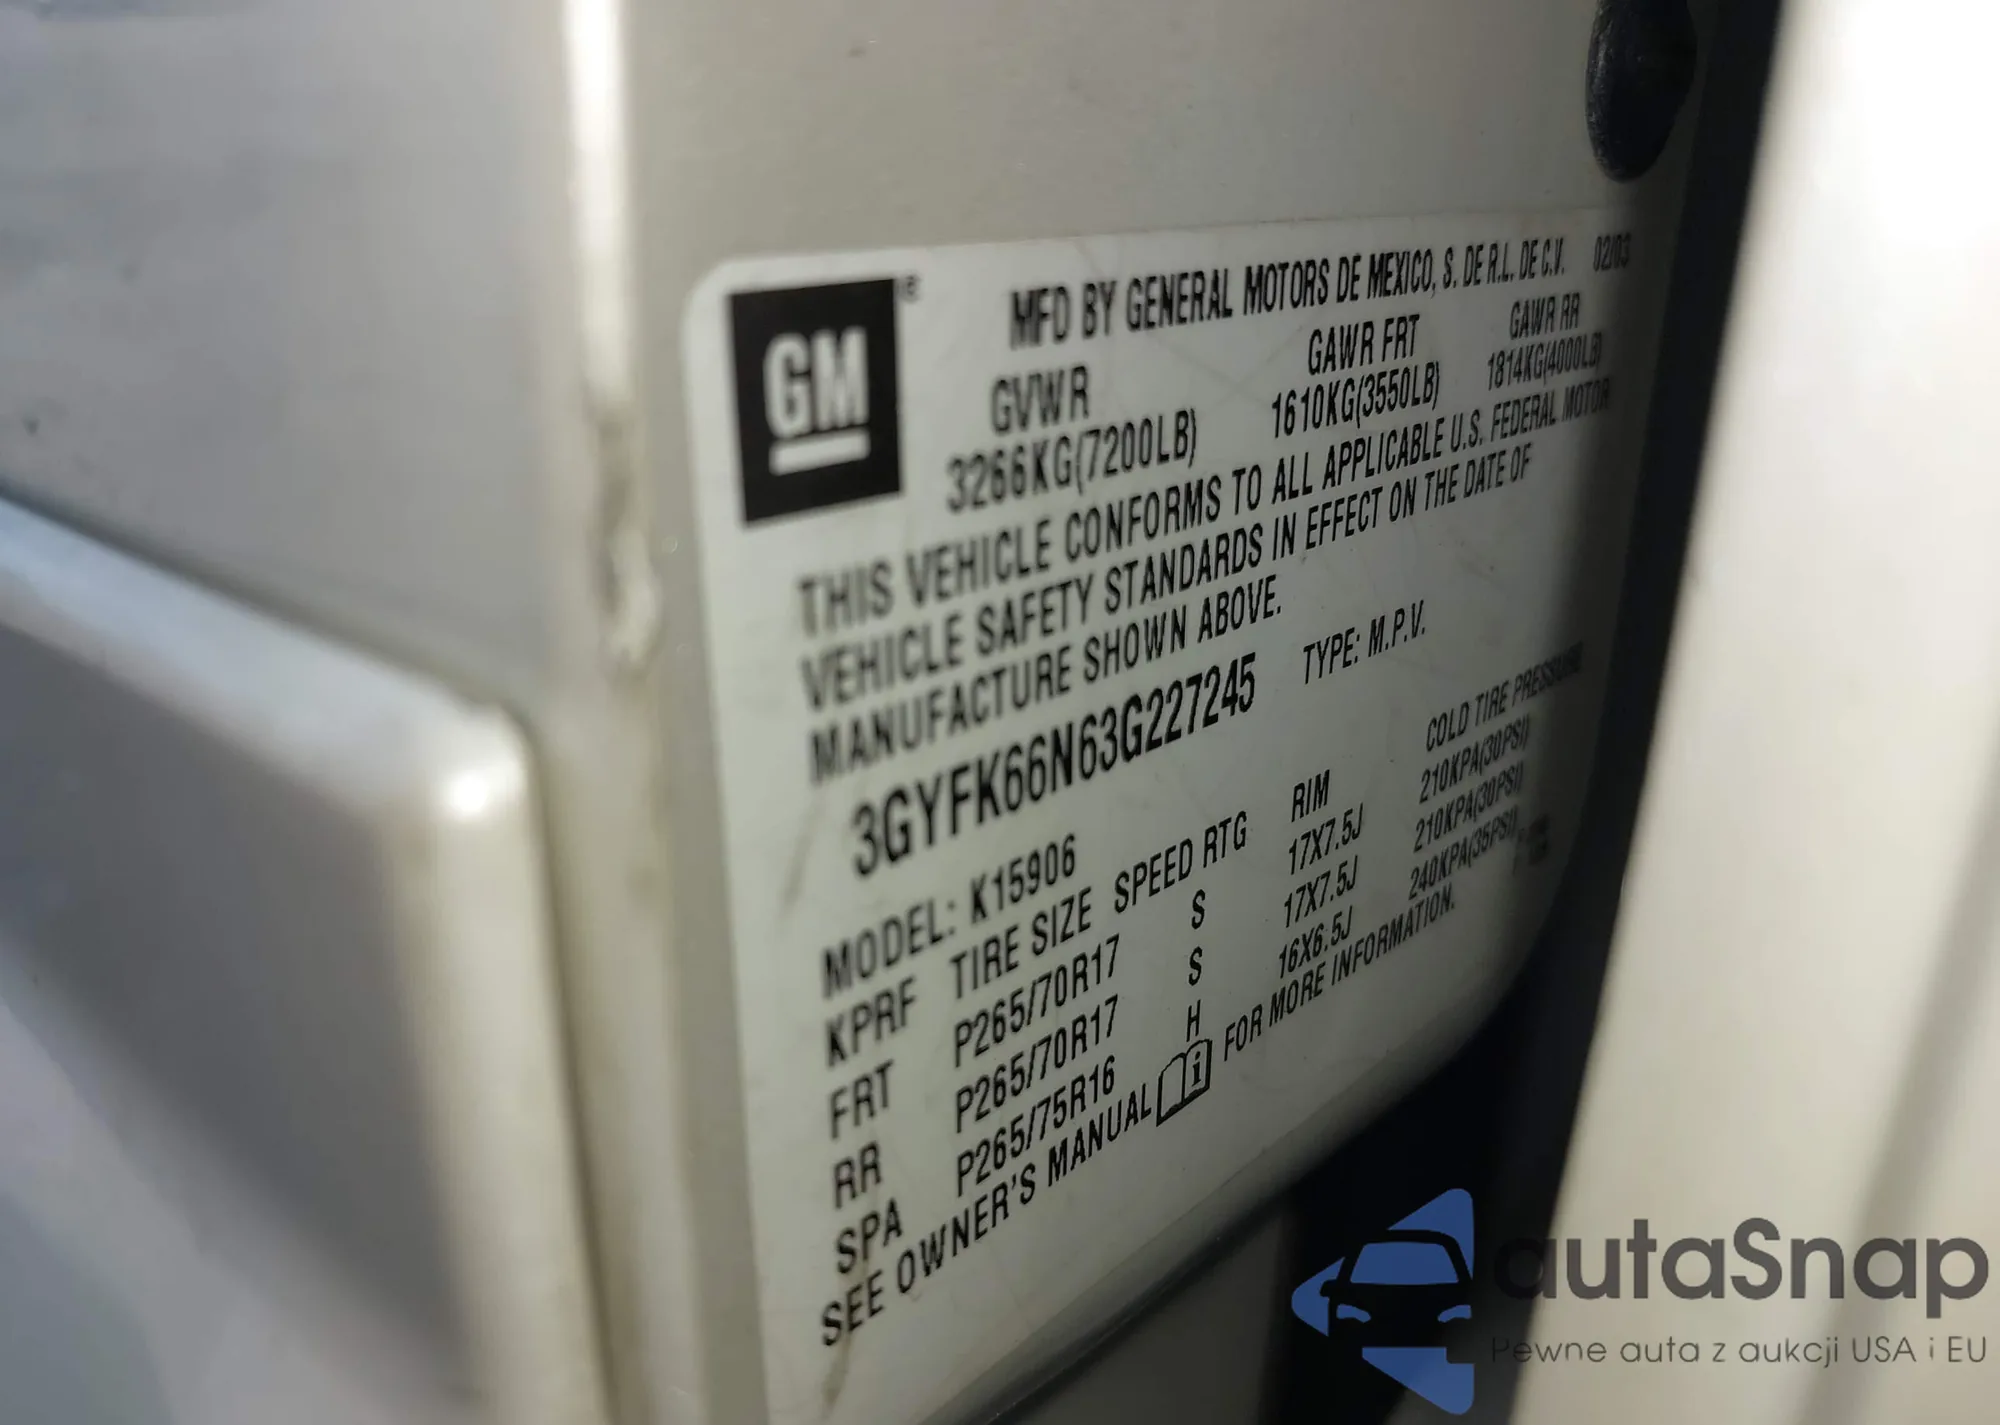 GM ®
MFD BY GENERAL MOTORS DE MEXICO, S. DE R.L. DE C.V. 02/03
GVWR GAWR FRT GAWR RR
3266KG(7200LB) 1610KG(3550LB) 1814KG(4000LB)
THIS VEHICLE CONFORMS TO ALL APPLICABLE U.S. FEDERAL MOTOR
VEHICLE SAFETY STANDARDS IN EFFECT ON THE DATE OF
MANUFACTURE SHOWN ABOVE.
3GYFK66N63G227245 TYPE: M.P.V.
MODEL: K15906
KPRF TIRE SIZE SPEED RTG RIM COLD TIRE PRESSURE
FRT P265/70R17 S 17X7.5J 210KPA(30PSI)
RR P265/70R17 S 17X7.5J 210KPA(30PSI)
SPA P265/75R16 H 16X6.5J 240KPA(35PSI)
SEE OWNER'S MANUAL FOR MORE INFORMATION.
autaSnap
Pewne auta z aukcji USA i EU